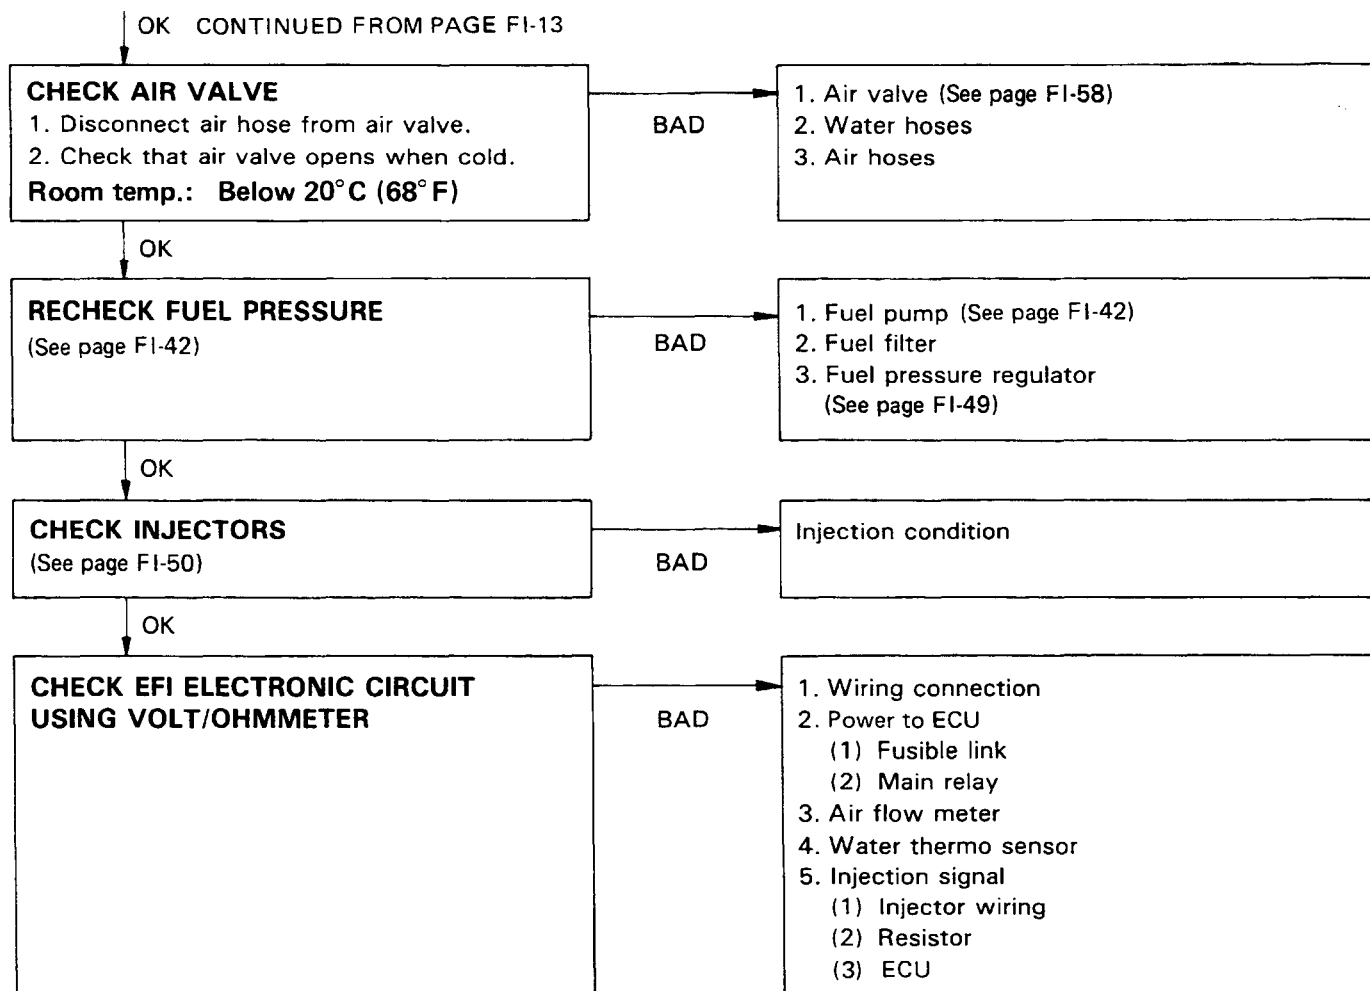 OK CONTINUED FROM PAGE FI-13
CHECK AIR VALVE
1. Disconnect air hose from air valve.
2. Check that air valve opens when cold.
Room temp.: Below 20°C (68°F)
BAD
1. Air valve (See page FI-58)
2. Water hoses
3. Air hoses
OK
RECHECK FUEL PRESSURE
(See page FI-42)
BAD
1. Fuel pump (See page FI-42)
2. Fuel filter
3. Fuel pressure regulator
(See page FI-49)
OK
CHECK INJECTORS
(See page FI-50)
BAD
Injection condition
OK
CHECK EFI ELECTRONIC CIRCUIT
USING VOLT/OHMMETER
BAD
1. Wiring connection
2. Power to ECU
(1) Fusible link
(2) Main relay
3. Air flow meter
4. Water thermo sensor
5. Injection signal
(1) Injector wiring
(2) Resistor
(3) ECU